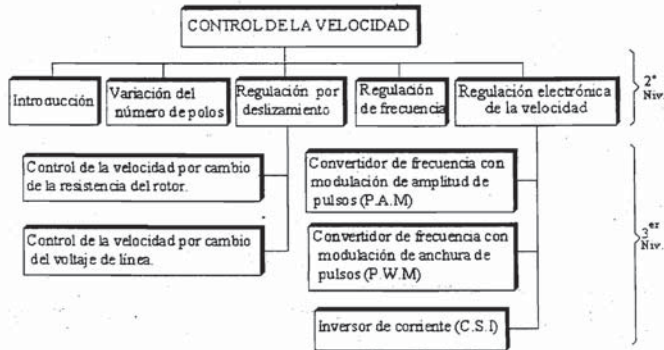 CONTROL DE LA VELOCIDAD
Introducción
Variación del
número de polos
Regulación por
deslizamiento
Regulación
de frecuencia
Regulación electrónica
de la velocidad
2°
Niv.
Control de la velocidad por cambio
de la resistencia del rotor.
Control de la velocidad por cambio
del voltaje de línea.
Convertidor de frecuencia con
modulación de amplitud de
pulsos (P.A.M)
Convertidor de frecuencia con
modulación de anchura de
pulsos (P.W.M)
Inversor de corriente (C.S.I)
3er
Niv.